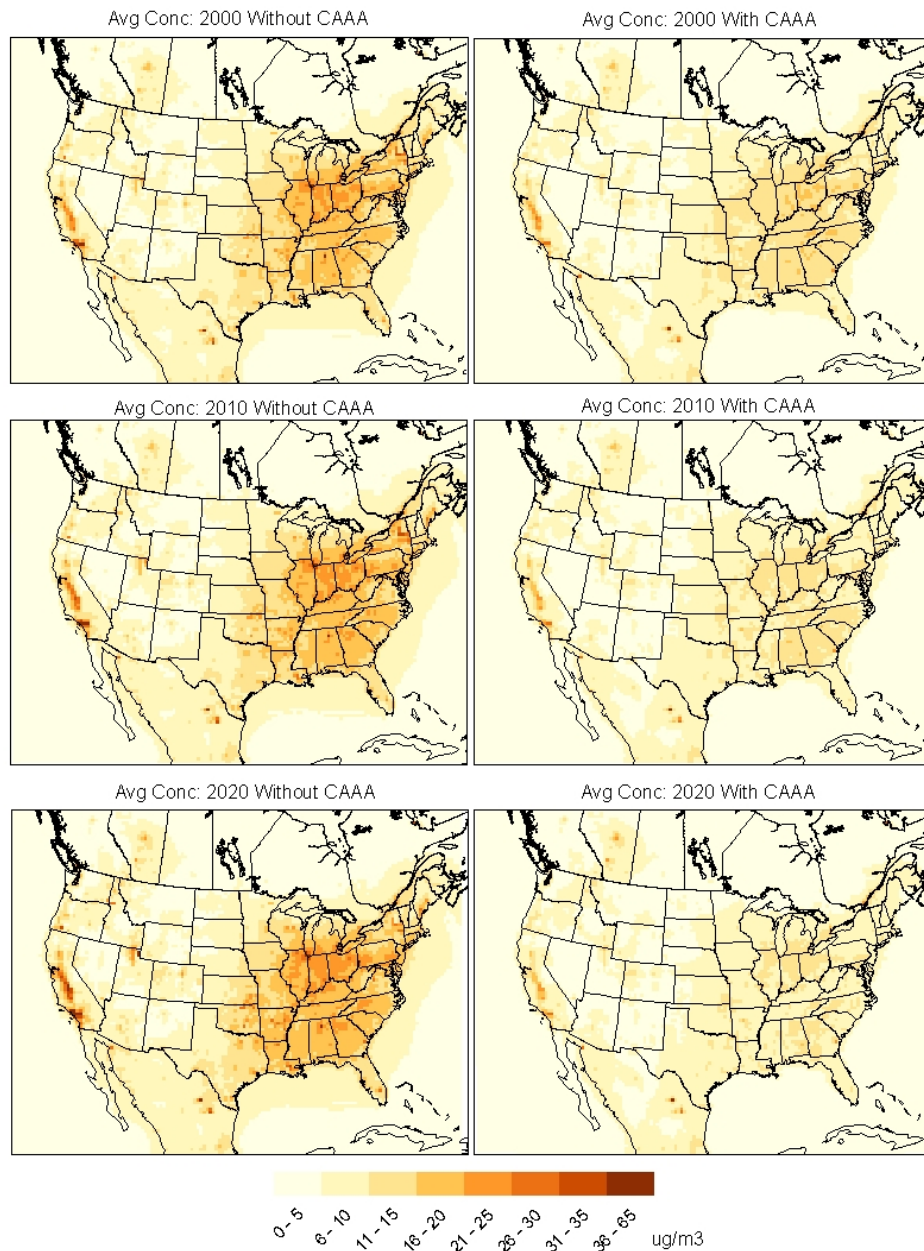 Avg Conc: 2000 Without CAAA
Avg Conc: 2000 With CAAA
Avg Conc: 2010 Without CAAA
Avg Conc: 2010 With CAAA
Avg Conc: 2020 Without CAAA
Avg Conc: 2020 With CAAA
0 - 5
6 - 10
11 - 15
16 - 20
21 - 25
26 - 30
31 - 35
36 - 65
ug/m3